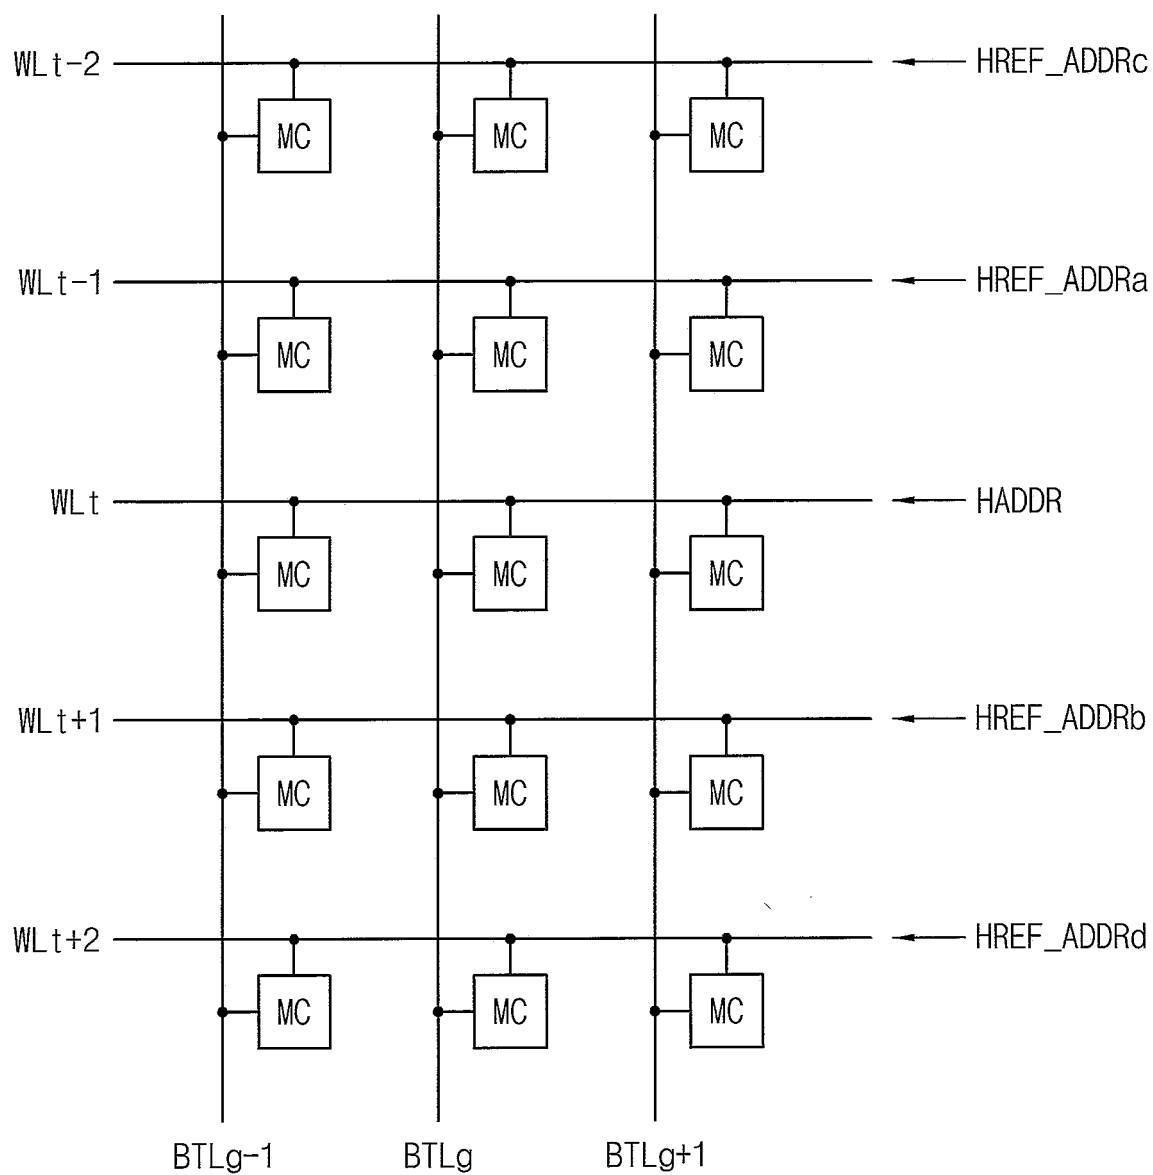 WLt-2 HREF_ADDRc
MC MC MC
WLt-1 HREF_ADDRa
MC MC MC
WLt HADDR
MC MC MC
WLt+1 HREF_ADDRb
MC MC MC
WLt+2 HREF_ADDRd
MC MC MC
BTLg-1 BTLg BTLg+1